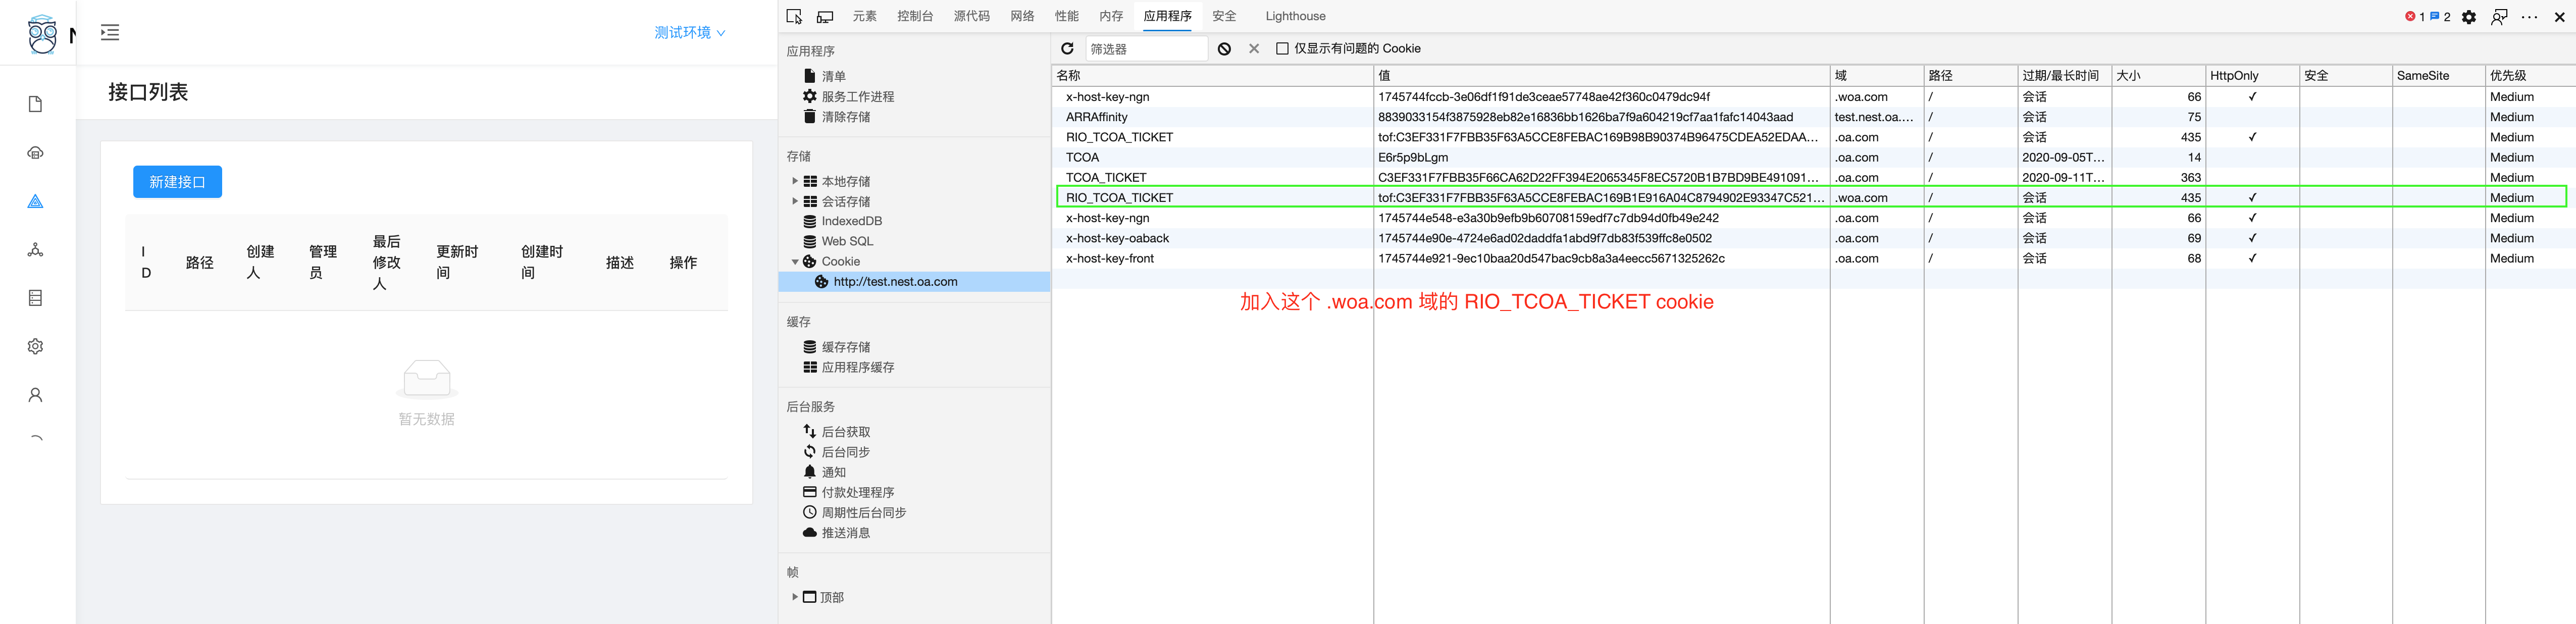 N
测试环境
接口列表
新建接口
ID 路径 创建人 管理员 最后修改人 更新时间 创建时间 描述 操作
暂无数据
元素 控制台 源代码 网络 性能 内存 应用程序 安全 Lighthouse 1 2
应用程序
清单
服务工作进程
清除存储
存储
本地存储
会话存储
IndexedDB
Web SQL
Cookie
http://test.nest.oa.com
缓存
缓存存储
应用程序缓存
后台服务
后台获取
后台同步
通知
付款处理程序
周期性后台同步
推送消息
帧
顶部
筛选器 仅显示有问题的 Cookie
名称 值 域 路径 过期/最长时间 大小 HttpOnly 安全 SameSite 优先级
x-host-key-ngn 1745744fccb-3e06df1f91de3ceae57748ae42f360c0479dc94f .woa.com / 会话 66 ✓ Medium
ARRAffinity 8839033154f3875928eb82e16836bb1626ba7f9a604219cf7aa1fafc14043aad test.nest.oa.... / 会话 75 Medium
RIO_TCOA_TICKET tof:C3EF331F7FBB35F63A5CCE8FEBAC169B98B90374B96475CDEA52EDAA... .oa.com / 会话 435 ✓ Medium
TCOA E6r5p9bLgm .oa.com / 2020-09-05T... 14 Medium
TCOA_TICKET C3EF331F7FBB35F66CA62D22FF394E2065345F8EC5720B1B7BD9BE491091... .oa.com / 2020-09-11T... 363 Medium
RIO_TCOA_TICKET tof:C3EF331F7FBB35F63A5CCE8FEBAC169B1E916A04C8794902E93347C521... .woa.com / 会话 435 ✓ Medium
x-host-key-ngn 1745744e548-e3a30b9efb9b60708159edf7c7db94d0fb49e242 .oa.com / 会话 66 ✓ Medium
x-host-key-oaback 1745744e90e-4724e6ad02daddfa1abd9f7db83f539ffc8e0502 .oa.com / 会话 69 ✓ Medium
x-host-key-front 1745744e921-9ec10baa20d547bac9cb8a3a4eecc5671325262c .oa.com / 会话 68 ✓ Medium
加入这个 .woa.com 域的 RIO_TCOA_TICKET cookie